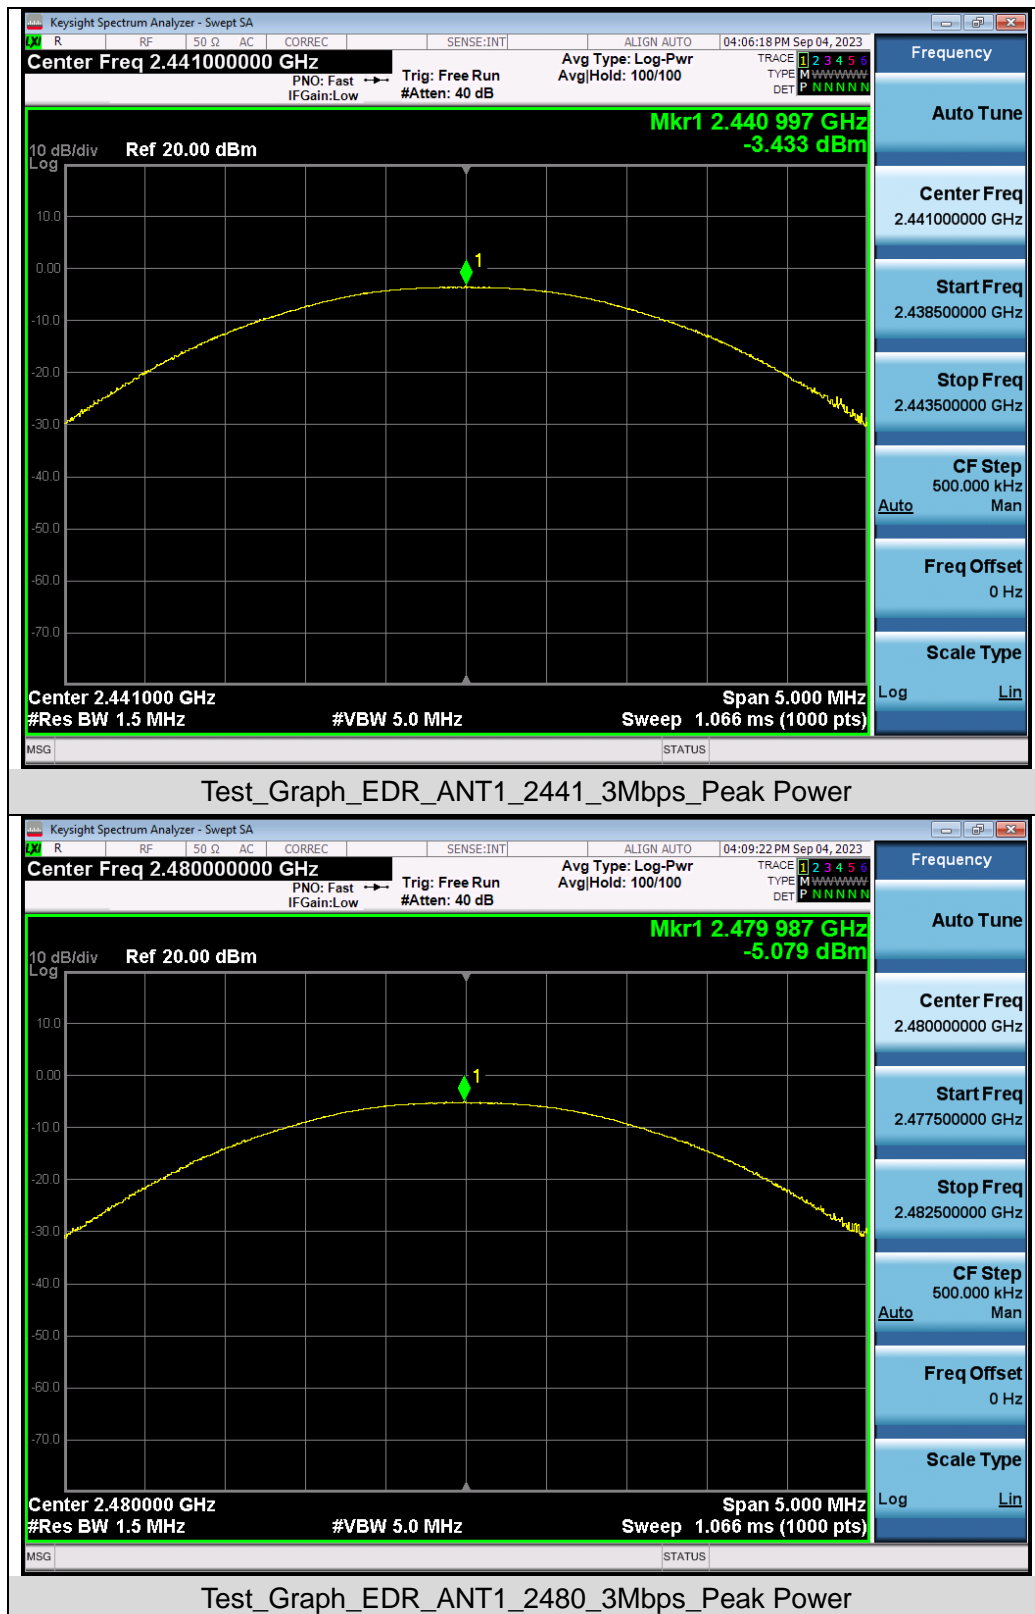 Keysight Spectrum Analyzer - Swept SA
LXI R RF 50 Ω AC CORREC SENSE:INT ALIGN AUTO 04:06:18 PM Sep 04, 2023
Center Freq 2.441000000 GHz
PNO: Fast
IFGain:Low
Trig: Free Run
#Atten: 40 dB
Avg Type: Log-Pwr
Avg|Hold: 100/100
TRACE 1 2 3 4 5 6
TYPE M WWWWW
DET P N N N N N
Mkr1 2.440 997 GHz
-3.433 dBm
10 dB/div
Log
Ref 20.00 dBm
10.0
0.00
-10.0
-20.0
-30.0
-40.0
-50.0
-60.0
-70.0
1
Center 2.441000 GHz
Span 5.000 MHz
#Res BW 1.5 MHz
#VBW 5.0 MHz
Sweep 1.066 ms (1000 pts)
MSG
STATUS
Frequency
Auto Tune
Center Freq
2.441000000 GHz
Start Freq
2.438500000 GHz
Stop Freq
2.443500000 GHz
CF Step
500.000 kHz
Auto Man
Freq Offset
0 Hz
Scale Type
Log Lin
Test_Graph_EDR_ANT1_2441_3Mbps_Peak Power
Keysight Spectrum Analyzer - Swept SA
LXI R RF 50 Ω AC CORREC SENSE:INT ALIGN AUTO 04:09:22 PM Sep 04, 2023
Center Freq 2.480000000 GHz
PNO: Fast
IFGain:Low
Trig: Free Run
#Atten: 40 dB
Avg Type: Log-Pwr
Avg|Hold: 100/100
TRACE 1 2 3 4 5 6
TYPE M WWWWW
DET P N N N N N
Mkr1 2.479 987 GHz
-5.079 dBm
10 dB/div
Log
Ref 20.00 dBm
10.0
0.00
-10.0
-20.0
-30.0
-40.0
-50.0
-60.0
-70.0
1
Center 2.480000 GHz
Span 5.000 MHz
#Res BW 1.5 MHz
#VBW 5.0 MHz
Sweep 1.066 ms (1000 pts)
MSG
STATUS
Frequency
Auto Tune
Center Freq
2.480000000 GHz
Start Freq
2.477500000 GHz
Stop Freq
2.482500000 GHz
CF Step
500.000 kHz
Auto Man
Freq Offset
0 Hz
Scale Type
Log Lin
Test_Graph_EDR_ANT1_2480_3Mbps_Peak Power